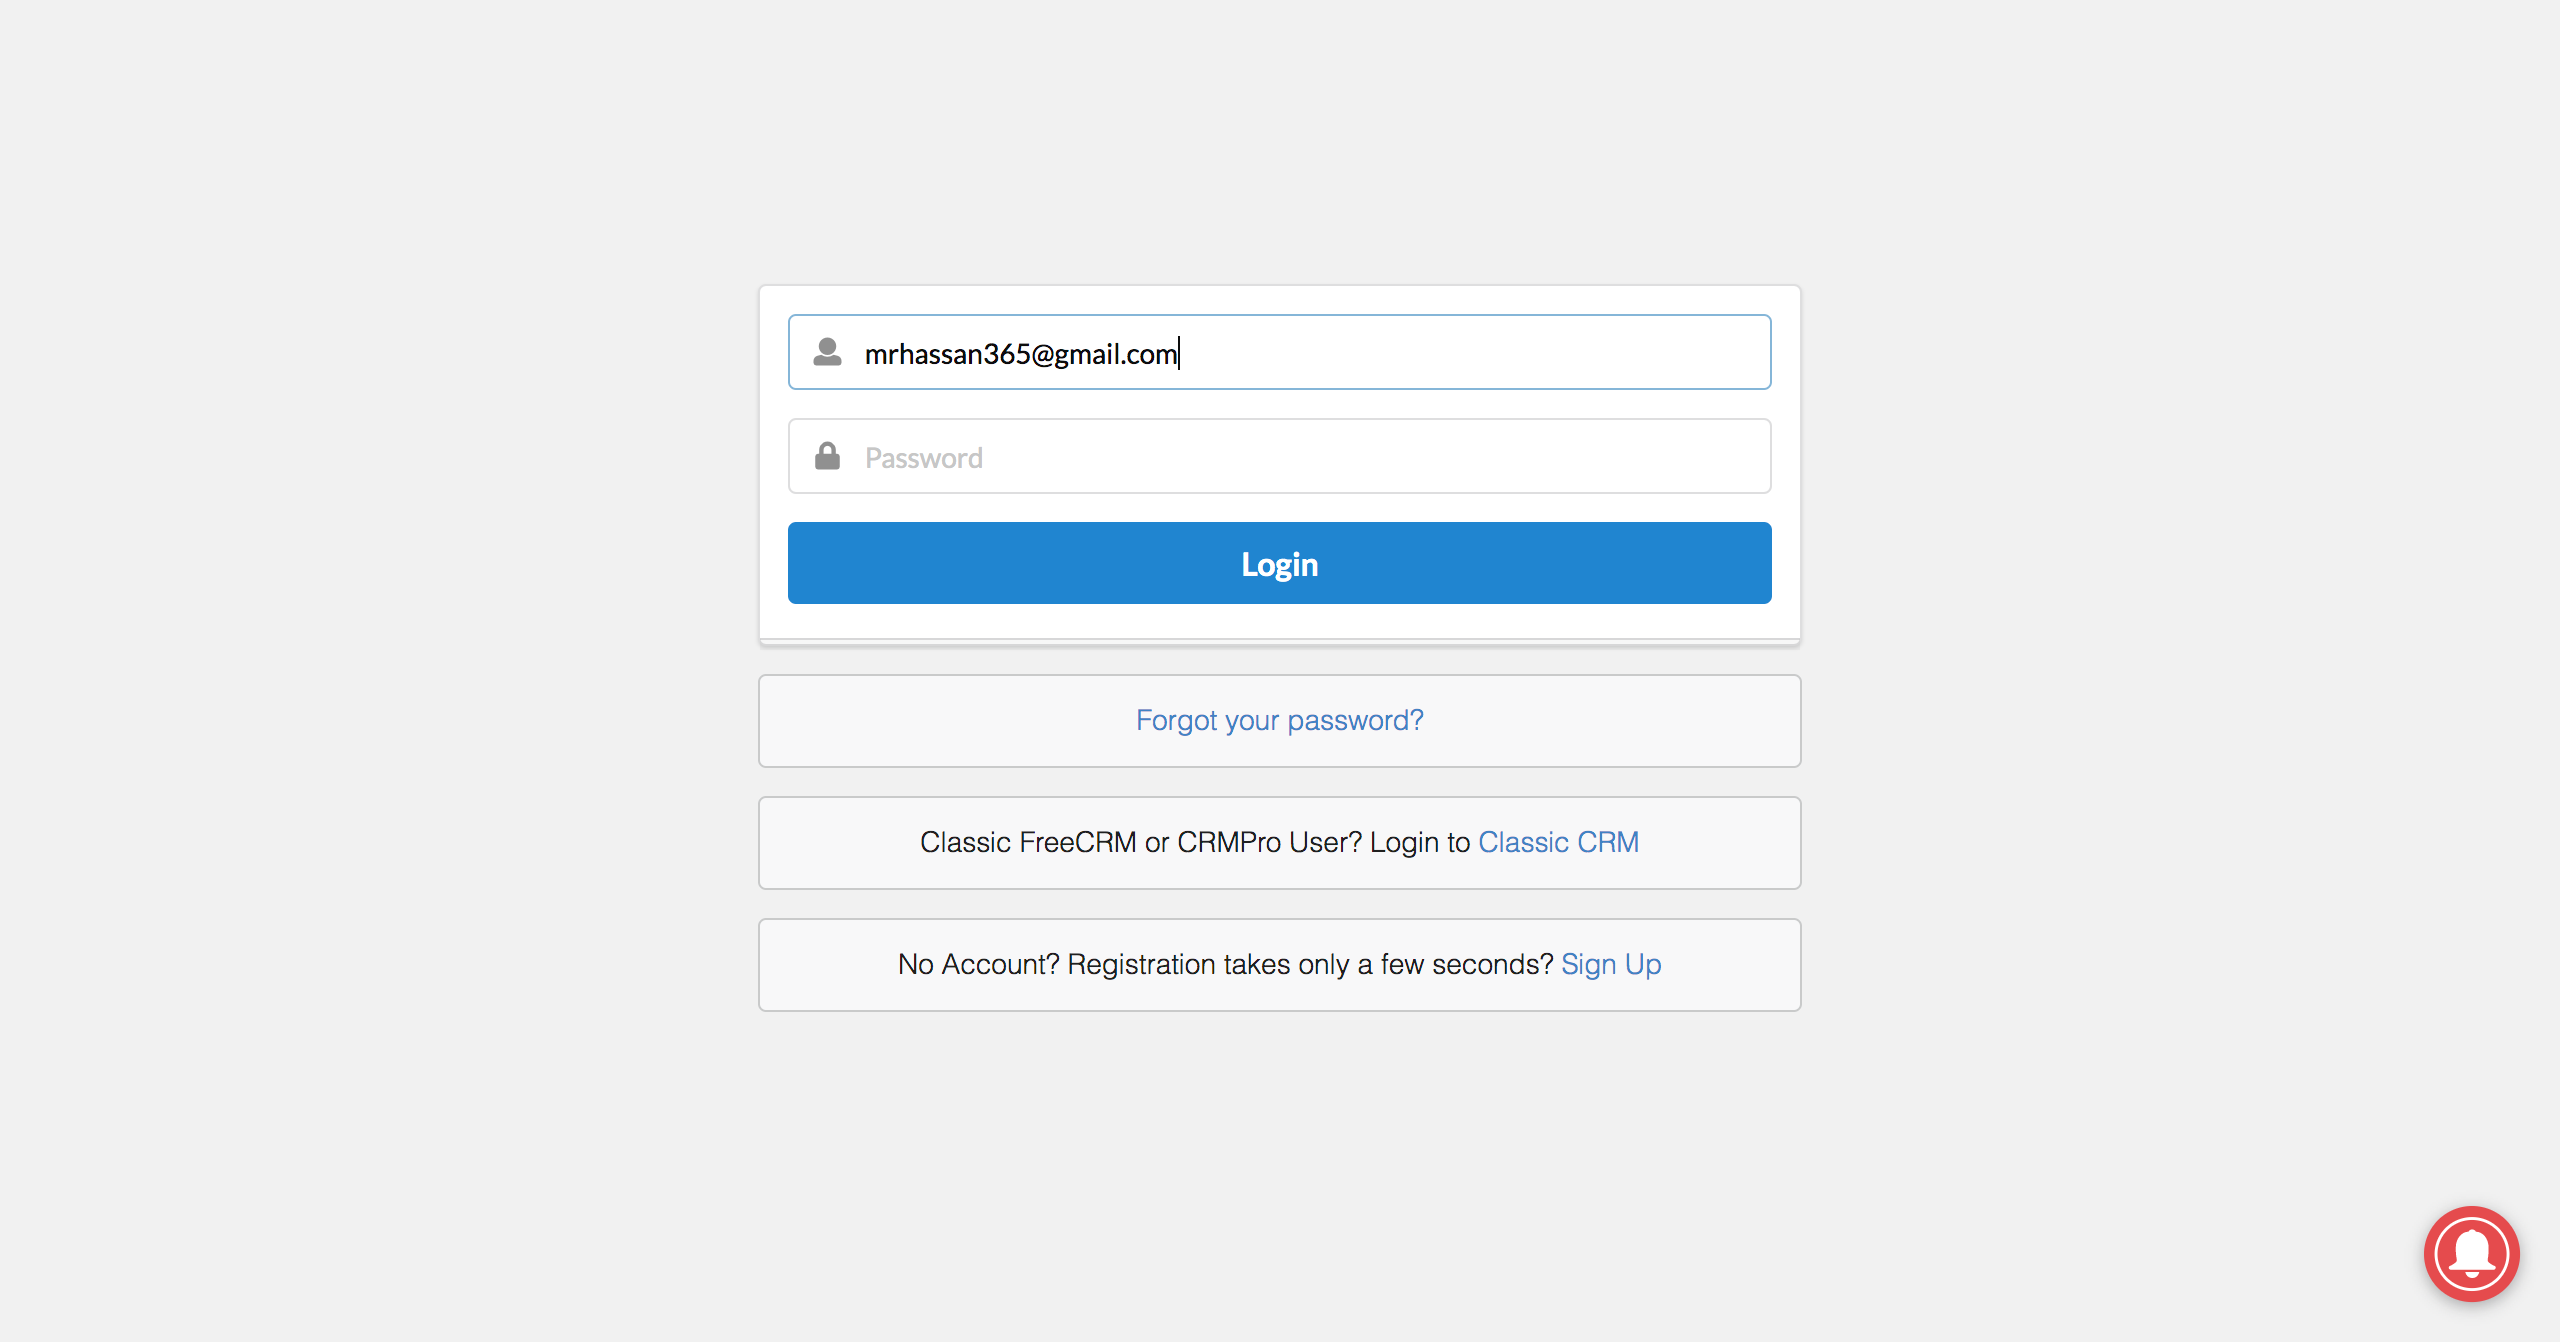 mrhassan365@gmail.com
Password
Login
Forgot your password?
Classic FreeCRM or CRMPro User? Login to Classic CRM
No Account? Registration takes only a few seconds? Sign Up